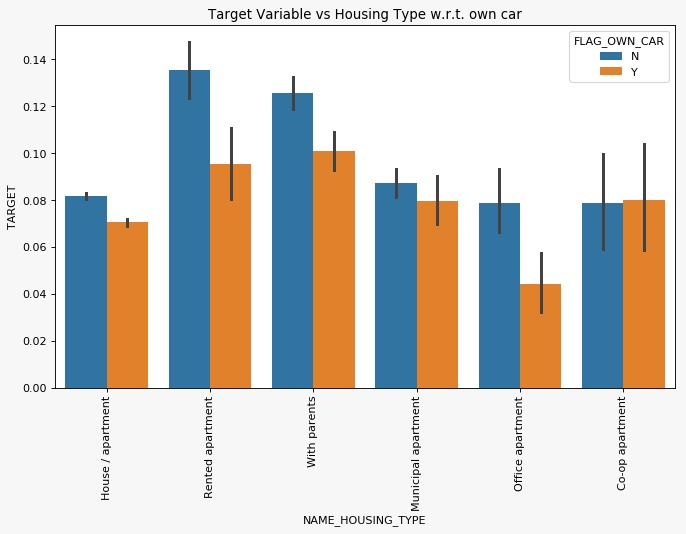 Target Variable vs Housing Type w.r.t. own car
FLAG_OWN_CAR
N
Y
0.14
0.12
0.10
0.08
0.06
0.04
0.02
0.00
TARGET
House / apartment
Rented apartment
With parents
Municipal apartment
Office apartment
Co-op apartment
NAME_HOUSING_TYPE